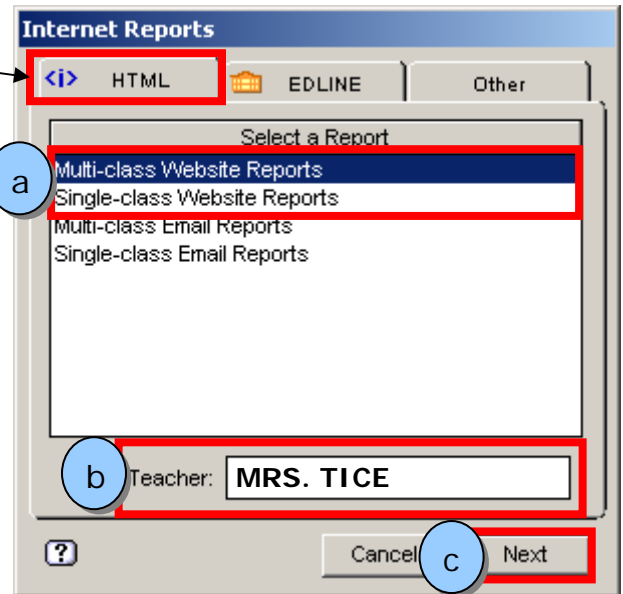 Internet Reports
<i> HTML EDLINE Other
Select a Report
a
Multi-class Website Reports
Single-class Website Reports
Multi-class Email Reports
Single-class Email Reports
b Teacher: MRS. TICE
? Cancel c Next